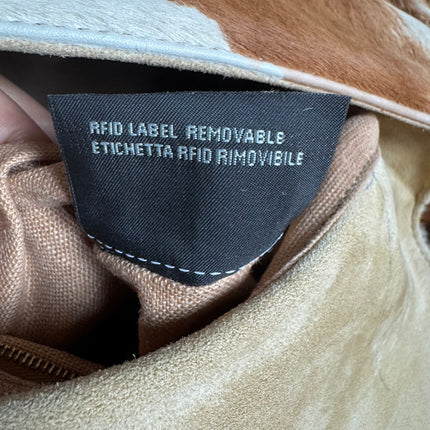 RFID LABEL REMOVABLE
ETICHETTA RFID RIMOVIBILE